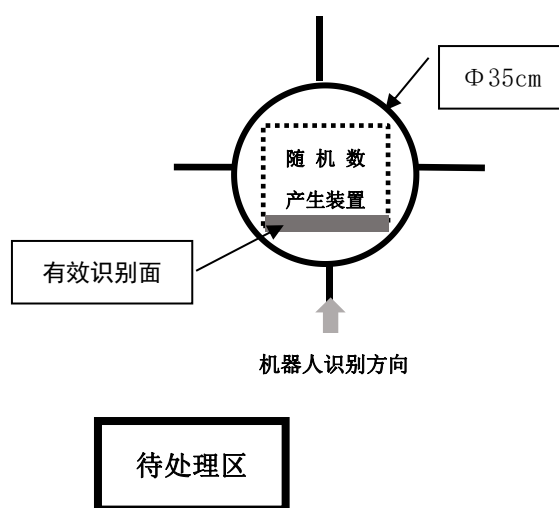 Φ35cm
随 机 数
产生装置
有效识别面
机器人识别方向
待处理区